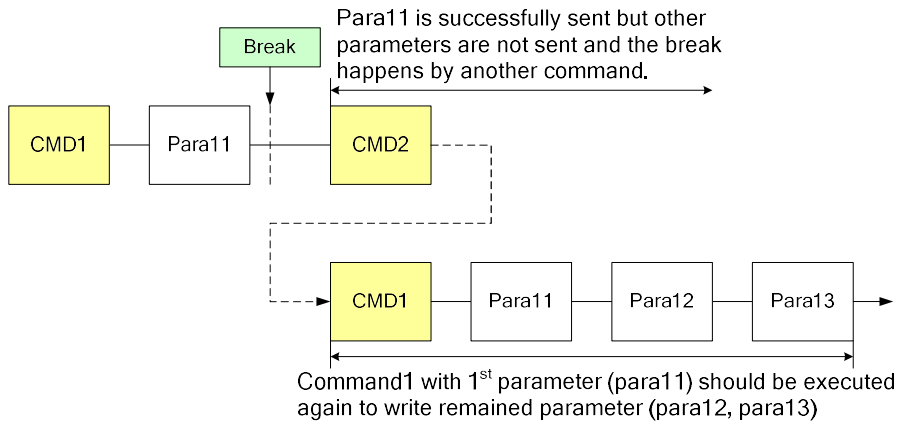 Para11 is successfully sent but other
parameters are not sent and the break
happens by another command.
Break
CMD1
Para11
CMD2
CMD1
Para11
Para12
Para13
Command1 with 1st parameter (para11) should be executed
again to write remained parameter (para12, para13)